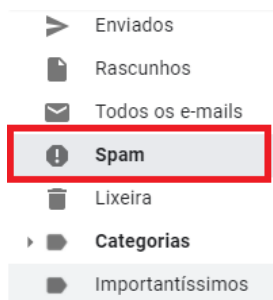 Enviados
Rascunhos
Todos os e-mails
Spam
Lixeira
Categorias
Importantíssimos